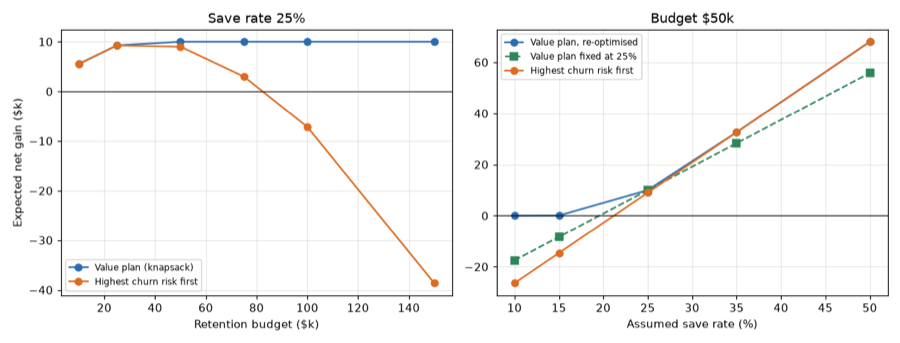 Save rate 25%
Expected net gain ($k)
10
0
−10
−20
−30
−40
Value plan (knapsack)
Highest churn risk first
20 40 60 80 100 120 140
Retention budget ($k)
Budget $50k
Value plan, re-optimised
Value plan fixed at 25%
Highest churn risk first
60
40
20
0
−20
10 15 20 25 30 35 40 45 50
Assumed save rate (%)